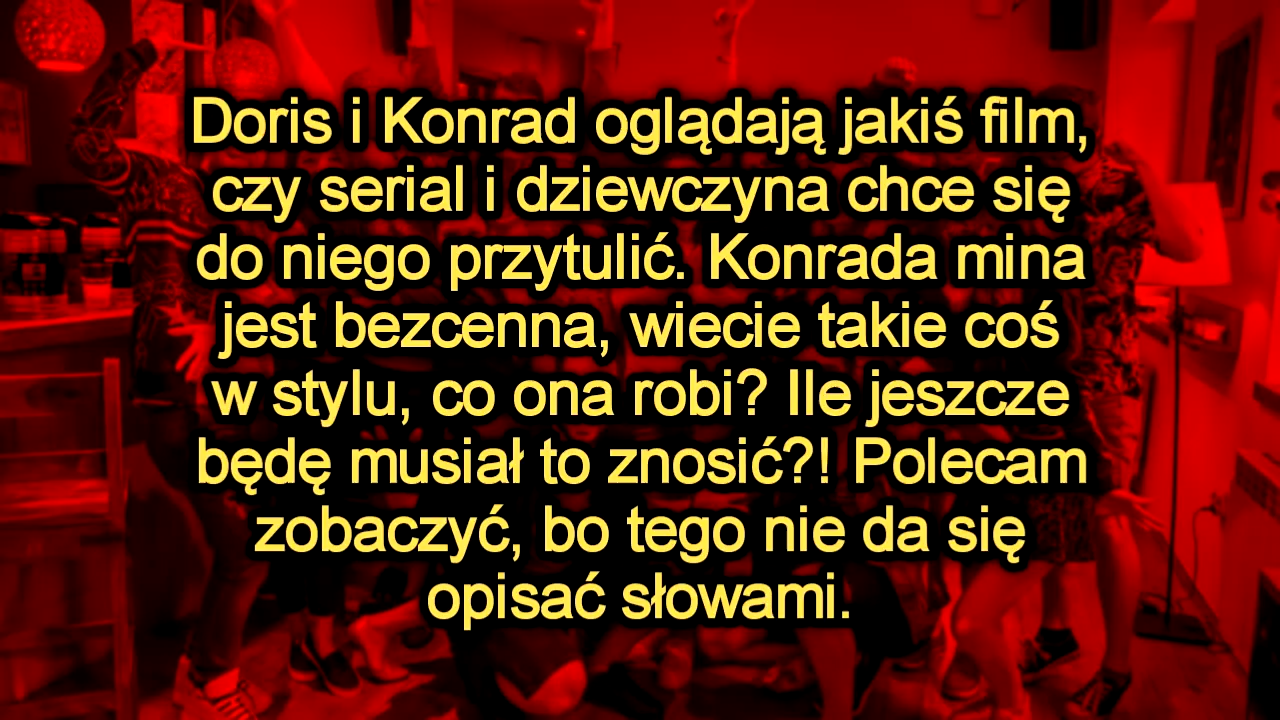 Doris i Konrad oglądają jakiś film,
czy serial i dziewczyna chce się
do niego przytulić. Konrada mina
jest bezcenna, wiecie takie coś
w stylu, co ona robi? Ile jeszcze
będę musiał to znosić?! Polecam
zobaczyć, bo tego nie da się
opisać słowami.